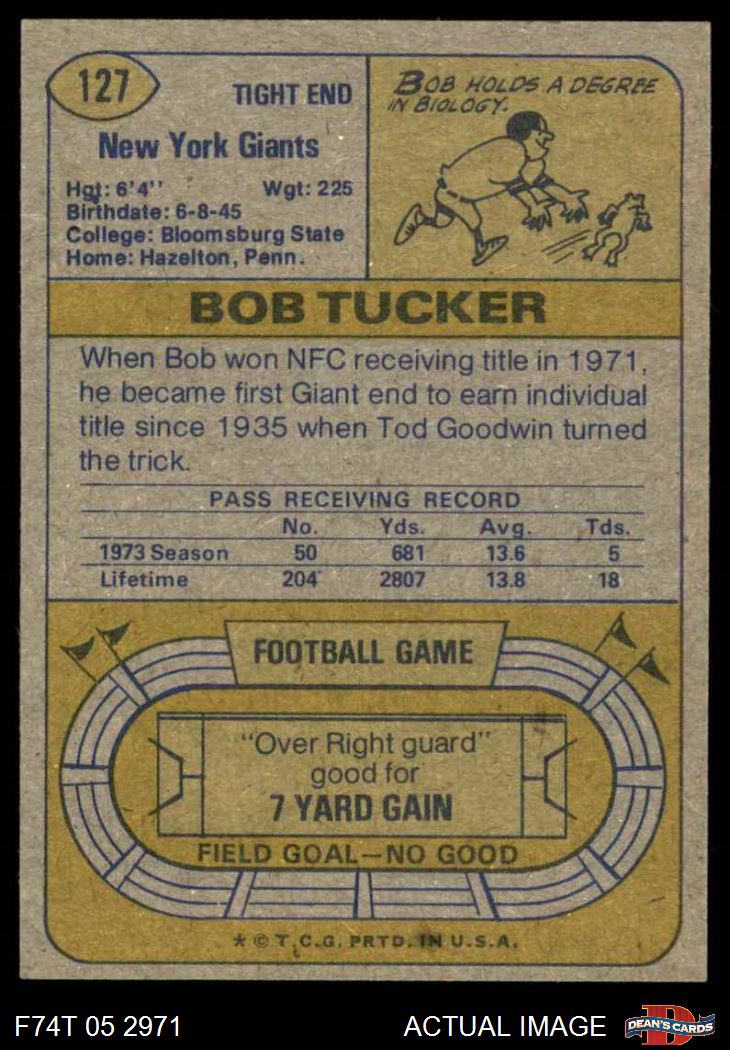 127
TIGHT END
New York Giants
Hgt: 6'4'' Wgt: 225
Birthdate: 6-8-45
College: Bloomsburg State
Home: Hazelton, Penn.
BOB HOLDS A DEGREE
IN BIOLOGY.
BOB TUCKER
When Bob won NFC receiving title in 1971,
he became first Giant end to earn individual
title since 1935 when Tod Goodwin turned
the trick.
PASS RECEIVING RECORD
No. Yds. Avg. Tds.
1973 Season 50 681 13.6 5
Lifetime 204 2807 13.8 18
FOOTBALL GAME
"Over Right guard"
good for
7 YARD GAIN
FIELD GOAL—NO GOOD
* © T.C.G. PRTD. IN U.S.A.
F74T 05 2971 ACTUAL IMAGE
D
DEAN'S CARDS